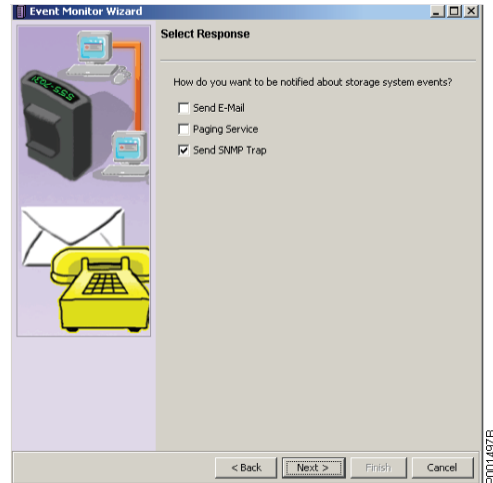 Event Monitor Wizard
Select Response
How do you want to be notified about storage system events?
Send E-Mail
Paging Service
Send SNMP Trap
< Back
Next >
Finish
Cancel
P001497B